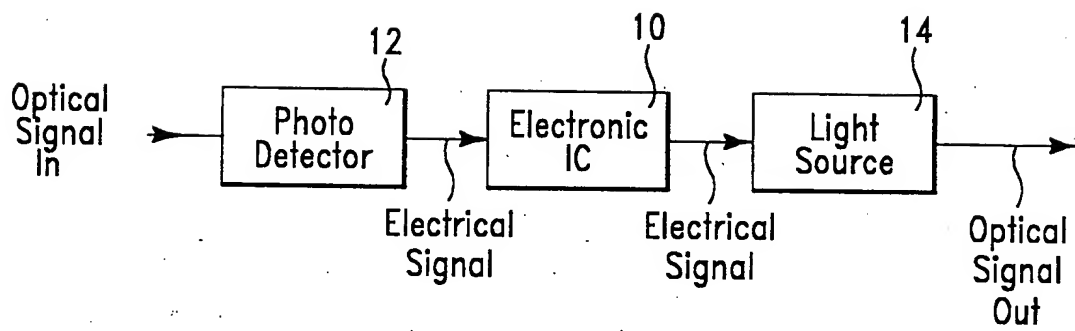 12
10
14
Optical
Signal
In
Photo
Detector
Electronic
IC
Light
Source
Electrical
Signal
Electrical
Signal
Optical
Signal
Out